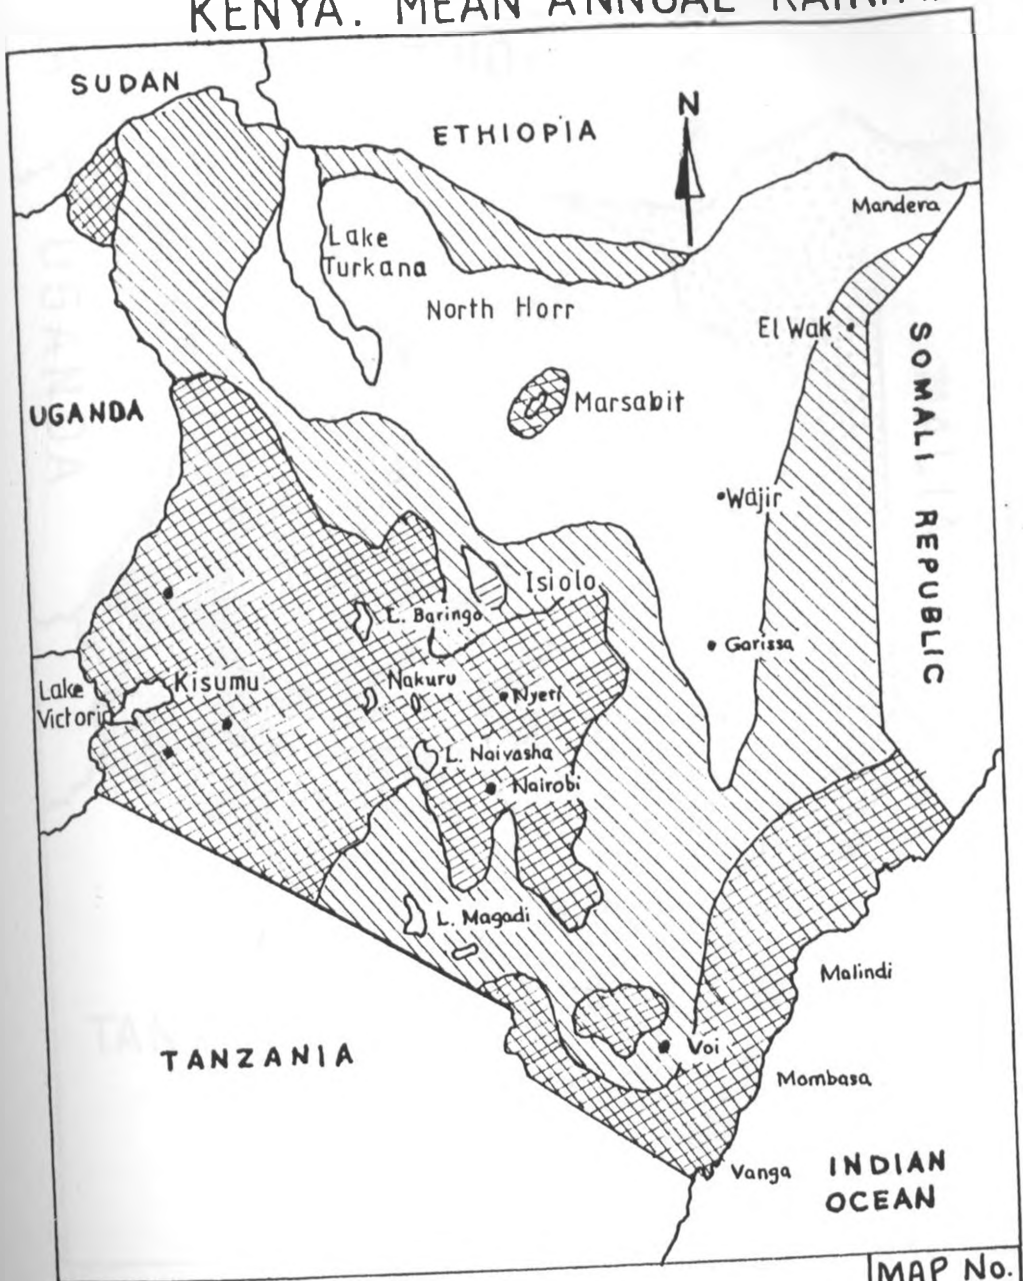 KENYA. MEAN ANNUAL
SUDAN
ETHIOPIA
N
Mandera
Lake
Turkana
North Horr
El Wak
SOMALI REPUBLIC
UGANDA
Marsabit
Wajir
Isiolo
L. Baringo
Garissa
Lake
Victoria
Kisumu
Nakuru
Nyeri
L. Naivasha
Nairobi
L. Magadi
Malindi
TANZANIA
Voi
Mombasa
Vanga
INDIAN
OCEAN
MAP No.